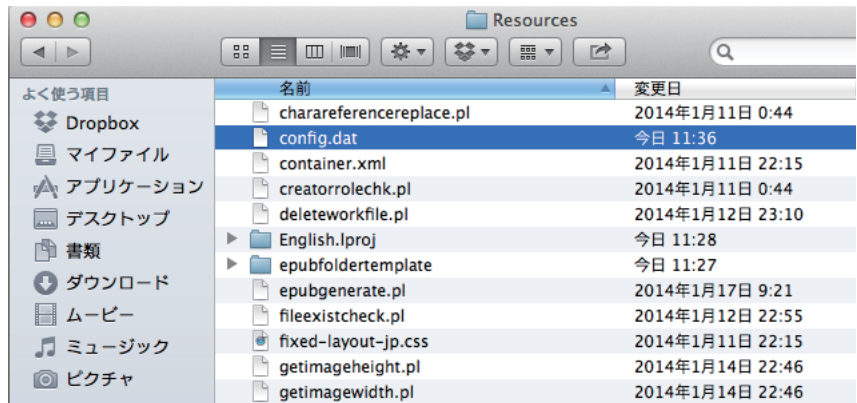 Resources
名前 変更日
よく使う項目
Dropbox
マイファイル
アプリケーション
デスクトップ
書類
ダウンロード
ムービー
ミュージック
ピクチャ
charareferencereplace.pl 2014年1月11日 0:44
config.dat 今日 11:36
container.xml 2014年1月11日 22:15
creatorrolechk.pl 2014年1月11日 0:44
deleteworkfile.pl 2014年1月12日 23:10
English.lproj 今日 11:28
epubfoldertemplate 今日 11:27
epubgenerate.pl 2014年1月17日 9:21
fileexistcheck.pl 2014年1月12日 22:55
fixed-layout-jp.css 2014年1月11日 22:15
getimageheight.pl 2014年1月14日 22:46
getimagewidth.pl 2014年1月14日 22:46